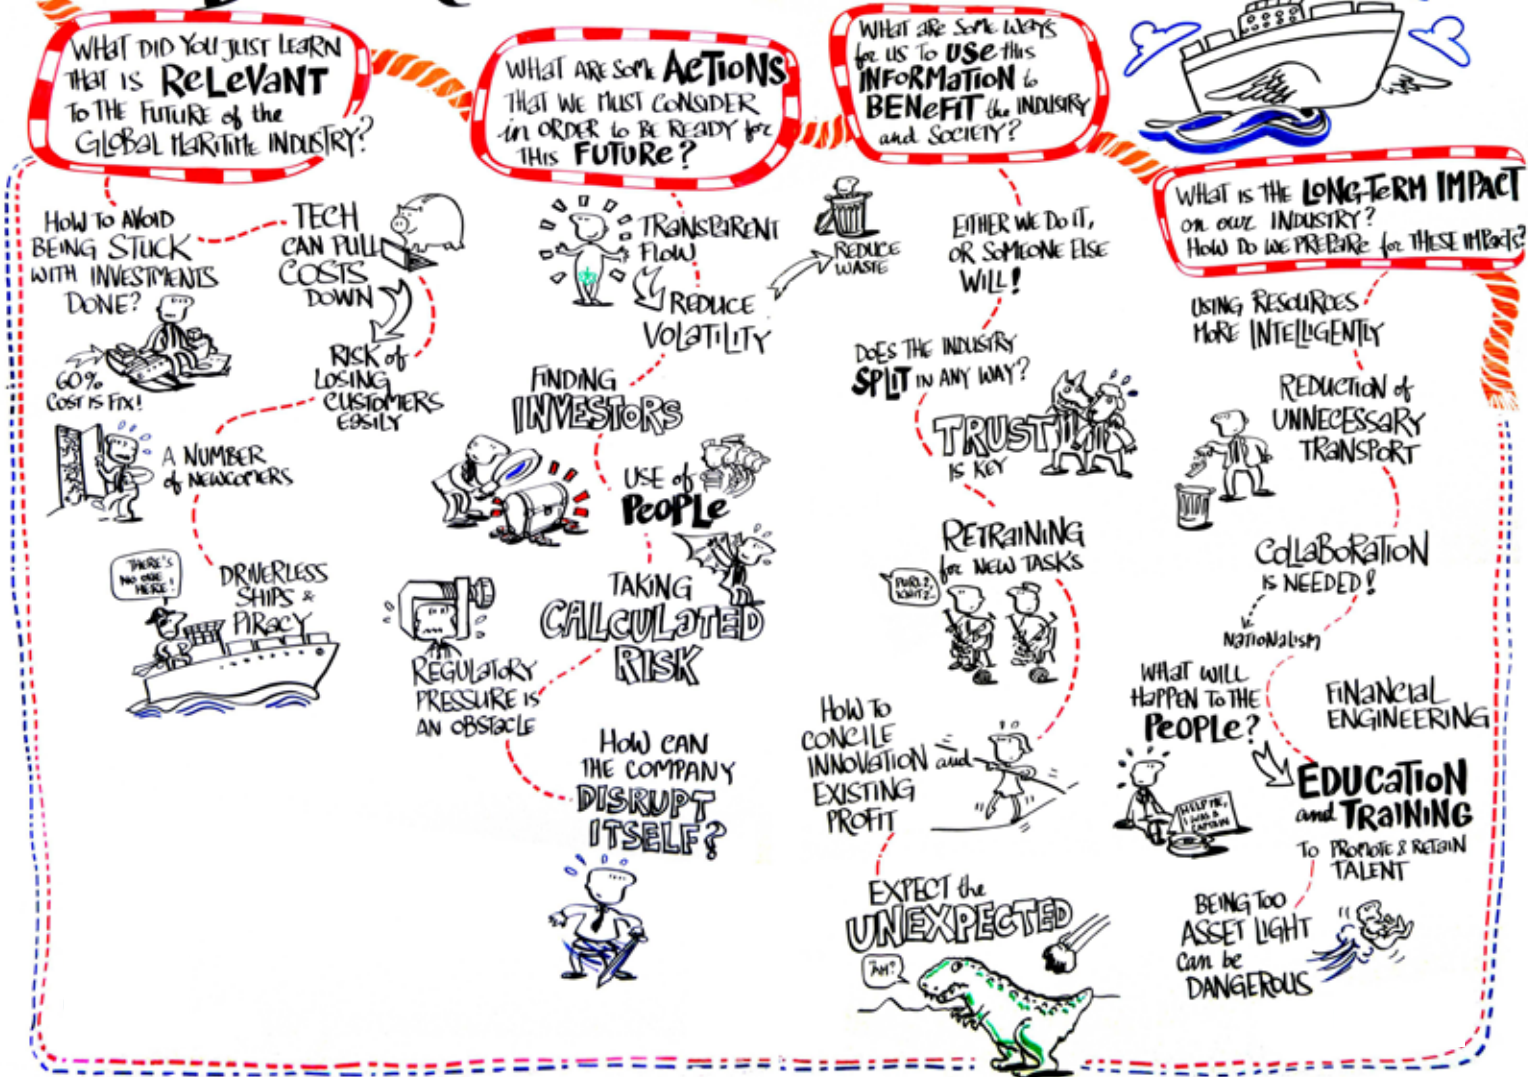 WHAT DID YOU JUST LEARN
THAT IS RELEVANT
TO THE FUTURE of the
GLOBAL MARITIME INDUSTRY?
HOW TO AVOID
BEING STUCK
WITH INVESTMENTS
DONE?
60%
COST IS FIX!
TECH
CAN PULL
COSTS
DOWN
RISK of
LOSING
CUSTOMERS
EASILY
A NUMBER
of NEWCOMERS
THERE'S
NO ONE
HERE!
DRIVERLESS
SHIPS &
PIRACY
WHAT ARE SOME ACTIONS
THAT WE MUST CONSIDER
in ORDER to BE READY for
THIS FUTURE?
TRANSPARENT
FLOW
REDUCE
VOLATILITY
REDUCE
WASTE
FINDING
INVESTORS
USE of
PEOPLE
TAKING
CALCULATED
RISK
REGULATORY
PRESSURE IS
AN OBSTACLE
HOW CAN
THE COMPANY
DISRUPT
ITSELF?
WHAT ARE SOME WAYS
for US TO USE this
INFORMATION to
BENEFIT the INDUSTRY
and SOCIETY?
EITHER WE DO IT,
OR SOMEONE ELSE
WILL!
DOES THE INDUSTRY
SPLIT IN ANY WAY?
TRUST
IS KEY
RETRAINING
for NEW TASKS
PURL 2,
KNIT 2..
HOW TO
CONCILE
INNOVATION and
EXISTING
PROFIT
EXPECT the
UNEXPECTED
"AH?
WHAT IS THE LONG-TERM IMPACT
on our INDUSTRY?
HOW DO WE PREPARE for THESE IMPACTS?
USING RESOURCES
MORE INTELLIGENTLY
REDUCTION of
UNNECESSARY
TRANSPORT
COLLABORATION
IS NEEDED!
NATIONALISM
WHAT WILL
HAPPEN TO THE
PEOPLE?
HELP ME,
I WAS A
CAPTAIN
FINANCIAL
ENGINEERING
EDUCATION
and TRAINING
TO PROMOTE & RETAIN
TALENT
BEING TOO
ASSET LIGHT
can be
DANGEROUS